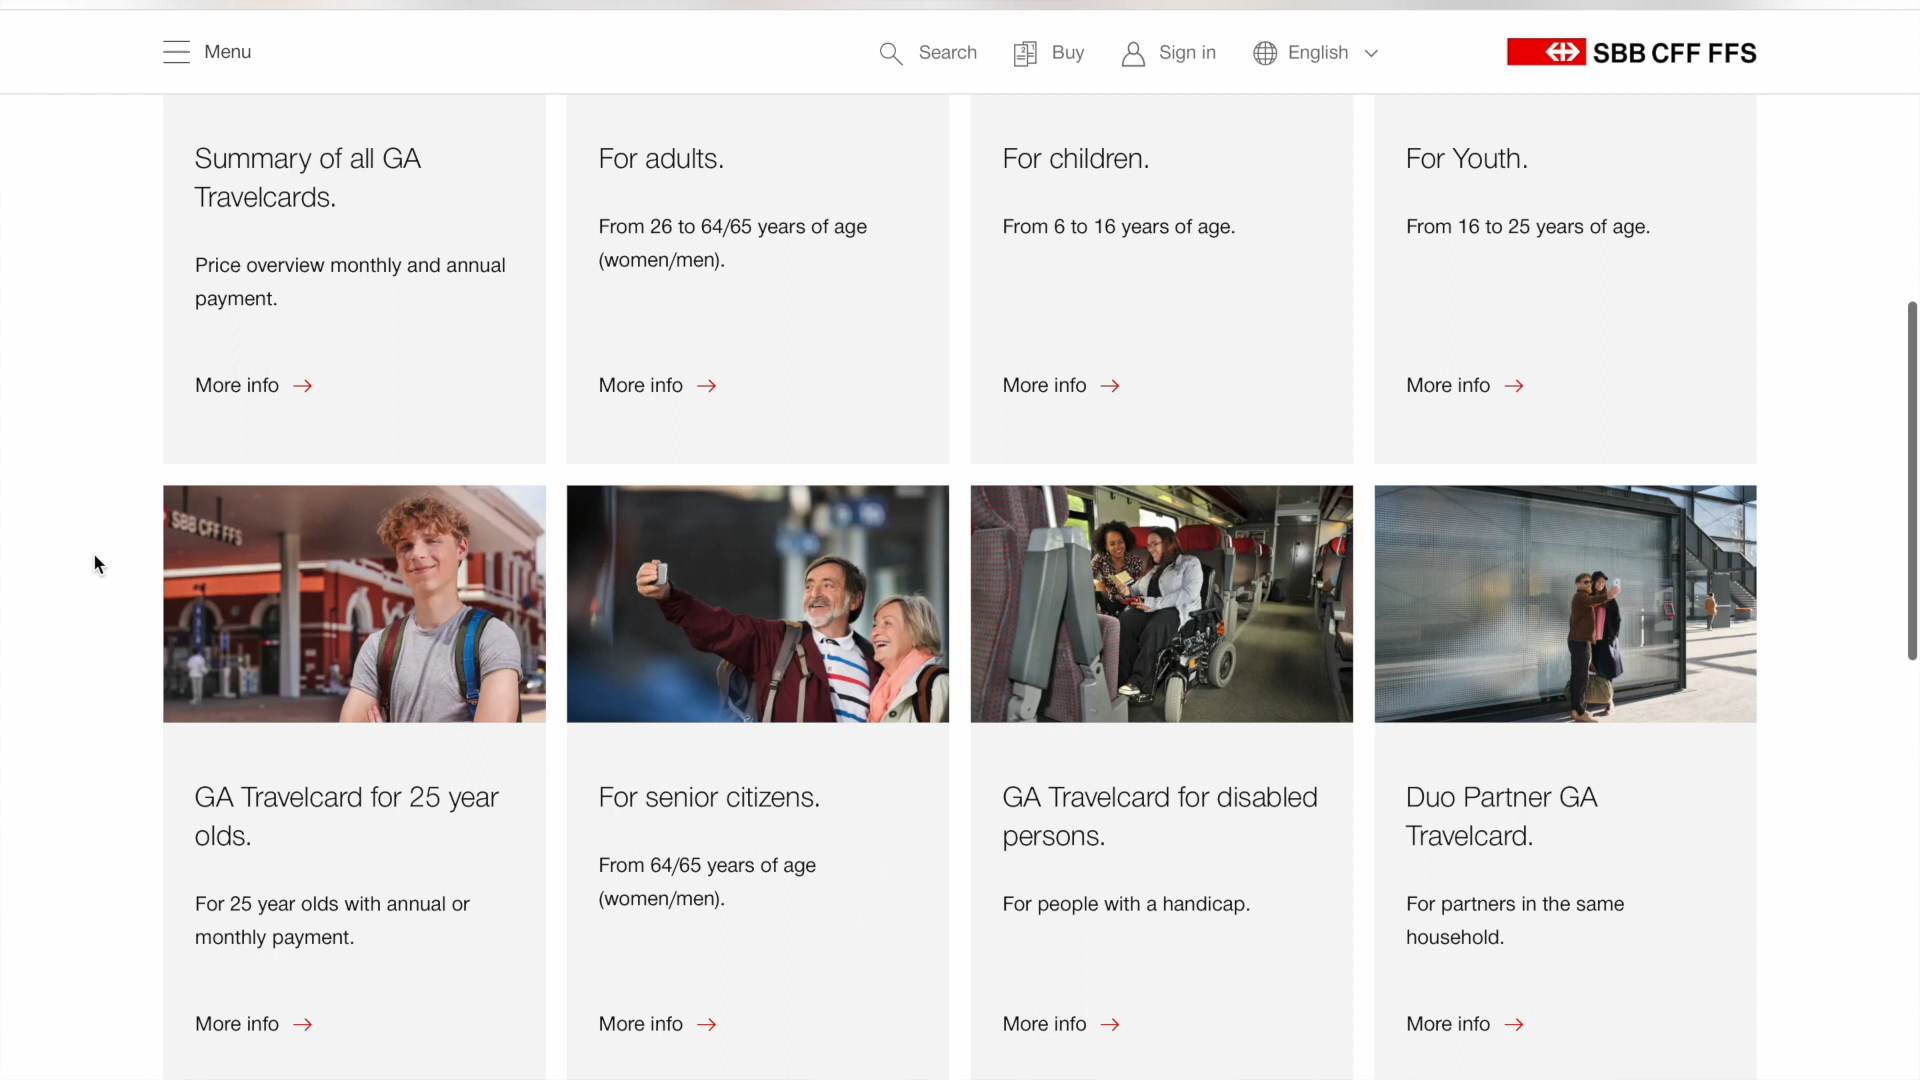 Menu
Search
Buy
Sign in
English
SBB CFF FFS
Summary of all GA
Travelcards.
Price overview monthly and annual
payment.
More info
For adults.
From 26 to 64/65 years of age
(women/men).
More info
For children.
From 6 to 16 years of age.
More info
For Youth.
From 16 to 25 years of age.
More info
SBB CFF FFS
GA Travelcard for 25 year
olds.
For 25 year olds with annual or
monthly payment.
More info
For senior citizens.
From 64/65 years of age
(women/men).
More info
GA Travelcard for disabled
persons.
For people with a handicap.
More info
Duo Partner GA
Travelcard.
For partners in the same
household.
More info